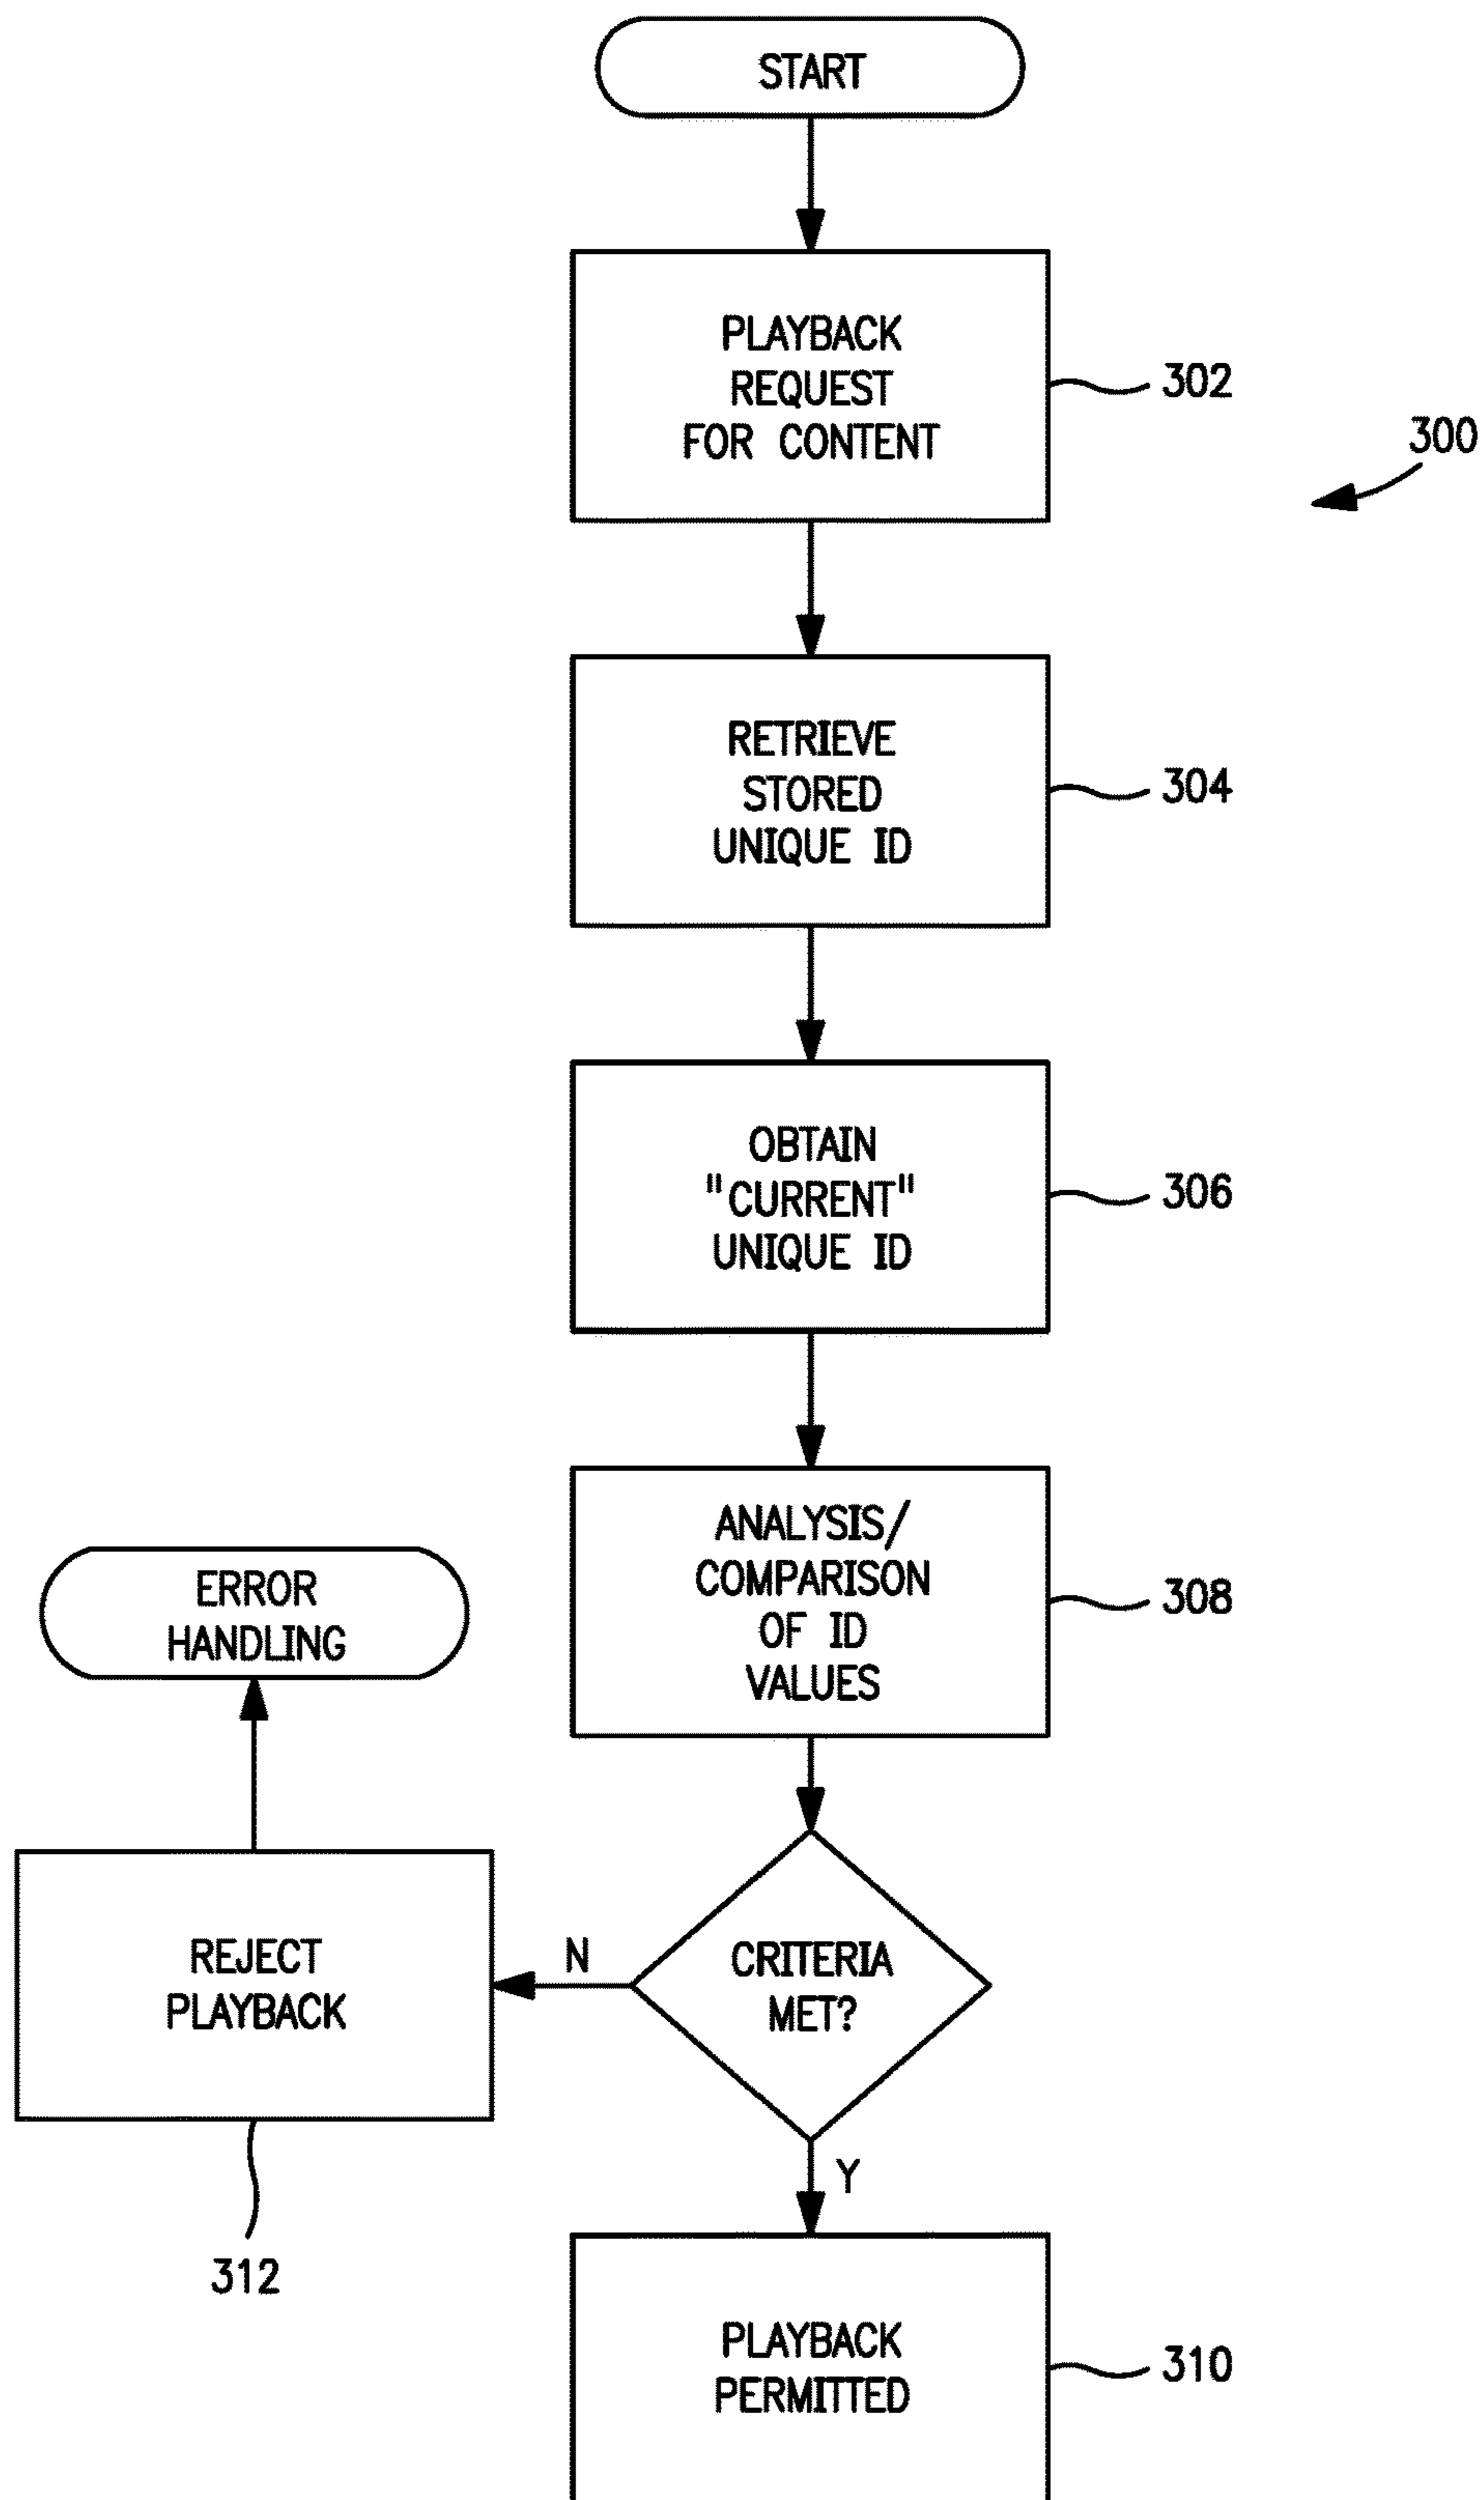 START
PLAYBACK
REQUEST
FOR CONTENT
302
300
RETRIEVE
STORED
UNIQUE ID
304
OBTAIN
"CURRENT"
UNIQUE ID
306
ANALYSIS/
COMPARISON
OF ID
VALUES
308
ERROR
HANDLING
CRITERIA
MET?
N
REJECT
PLAYBACK
312
Y
PLAYBACK
PERMITTED
310